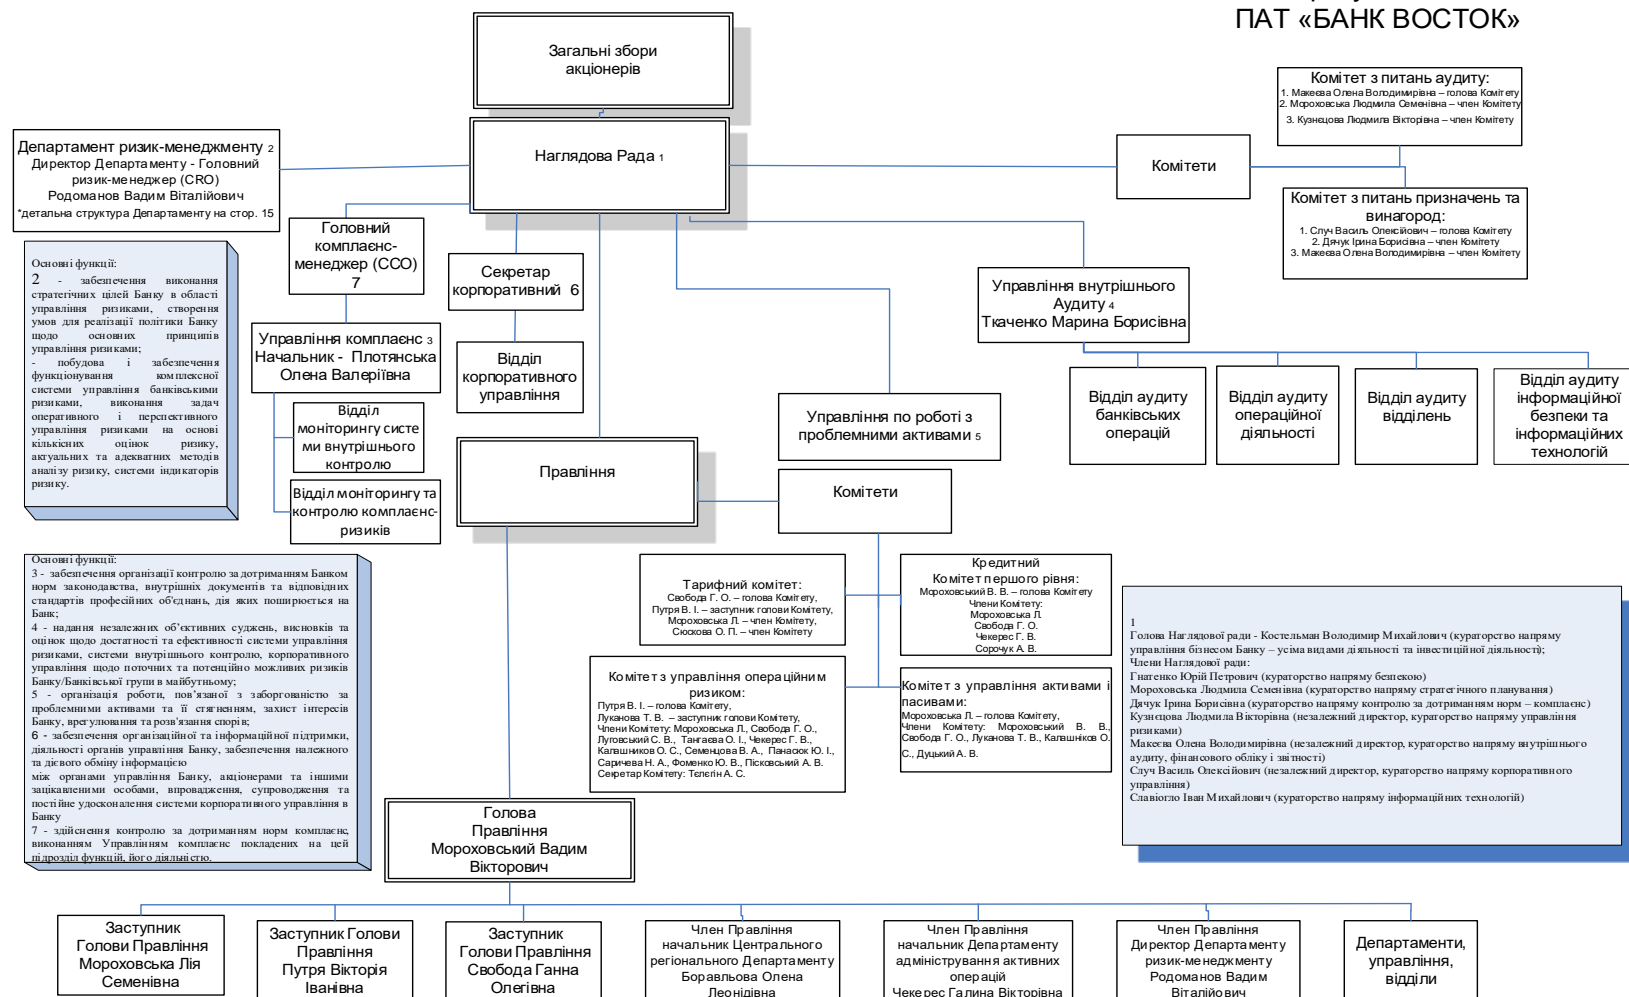 ПАТ «БАНК ВОСТОК»
Загальні збори
акціонерів
Наглядова Рада 1
Комітети
Комітет з питань аудиту:
1. Макеєва Олена Володимирівна – голова Комітету
2. Мороховська Людмила Семенівна – член Комітету
3. Кузнєцова Людмила Вікторівна – член Комітету
Комітет з питань призначень та
винагород:
1. Случ Василь Олексійович – голова Комітету
2. Дячук Ірина Борисівна – член Комітету
3. Макеєва Олена Володимирівна – член Комітету
Департамент ризик-менеджменту 2
Директор Департаменту - Головний
ризик-менеджер (CRO)
Родоманов Вадим Віталійович
*детальна структура Департаменту на стор. 15
Головний
комплаєнс-
менеджер (ССО)
7
Секретар
корпоративний 6
Управління внутрішнього
Аудиту 4
Ткаченко Марина Борисівна
Основні функції:
2 - забезпечення виконання
стратегічних цілей Банку в області
управління ризиками, створення
умов для реалізації політики Банку
щодо основних принципів
управління ризиками;
- побудова і забезпечення
функціонування комплексної
системи управління банківськими
ризиками, виконання задач
оперативного і перспективного
управління ризиками на основі
кількісних оцінок ризику,
актуальних та адекватних методів
аналізу ризику, системи індикаторів
ризику.
Управління комплаєнс 3
Начальник - Плотянська
Олена Валеріївна
Відділ
корпоративного
управління
Відділ
моніторингу систе
ми внутрішнього
контролю
Відділ моніторингу та
контролю комплаєнс-
ризиків
Управління по роботі з
проблемними активами 5
Відділ аудиту
банківських
операцій
Відділ аудиту
операційної
діяльності
Відділ аудиту
відділень
Відділ аудиту
інформаційної
безпеки та
інформаційних
технологій
Правління
Комітети
Основні функції:
3 - забезпечення організації контролю за дотриманням Банком
норм законодавства, внутрішніх документів та відповідних
стандартів професійних об'єднань, дія яких поширюється на
Банк;
4 - надання незалежних об'єктивних суджень, висновків та
оцінок щодо достатності та ефективності системи управління
ризиками, системи внутрішнього контролю, корпоративного
управління щодо поточних та потенційно можливих ризиків
Банку/Банківської групи в майбутньому;
5 - організація роботи, пов'язаної з заборгованістю за
проблемними активами та її стягненням, захист інтересів
Банку, врегулювання та розв'язання спорів;
6 - забезпечення організаційної та інформаційної підтримки,
діяльності органів управління Банку, забезпечення належного
та дієвого обміну інформацією
між органами управління Банку, акціонерами та іншими
зацікавленими особами, впровадження, супроводження та
постійне удосконалення системи корпоративного управління в
Банку
7 - здійснення контролю за дотриманням норм комплаєнс,
виконанням Управлінням комплаєнс покладених на цей
підрозділ функцій, його діяльністю.
Тарифний комітет:
Свобода Г. О. – голова Комітету,
Путря В. І. – заступник голови Комітету,
Мороховська Л. – член Комітету,
Сюскова О. П. – член Комітету
Кредитний
Комітет першого рівня:
Мороховський В. В. – голова Комітету
Члени Комітету:
Мороховська Л
Свобода Г. О.
Чекерес Г. В.
Сорочук А. В.
Комітет з управління операційним
ризиком:
Путря В. І. – голова Комітету,
Луканова Т. В. – заступник голови Комітету,
Члени Комітету: Мороховська Л., Свобода Г. О.,
Луговський С. В., Тангаєва О. І., Чекерес Г. В.,
Калашников О. С., Семенцова В. А., Панасюк Ю. І.,
Саричева Н. А., Фоменко Ю. В., Пісковський А. В.
Секретар Комітету: Тєлєгін А. С.
Комітет з управління активами і
пасивами:
Мороховська Л. – голова Комітету,
Члени Комітету: Мороховський В. В.,
Свобода Г. О., Луканова Т. В., Калашніков О.
С., Дуцький А. В.
1
Голова Наглядової ради - Костельман Володимир Михайлович (кураторство напряму
управління бізнесом Банку – усіма видами діяльності та інвестиційної діяльності);
Члени Наглядової ради:
Гнатенко Юрій Петрович (кураторство напряму безпекою)
Мороховська Людмила Семенівна (кураторство напряму стратегічного планування)
Дячук Ірина Борисівна (кураторство напряму контролю за дотриманням норм – комплаєнс)
Кузнєцова Людмила Вікторівна (незалежний директор, кураторство напряму управління
ризиками)
Макеєва Олена Володимирівна (незалежний директор, кураторство напряму внутрішнього
аудиту, фінансового обліку і звітності)
Случ Василь Олексійович (незалежний директор, кураторство напряму корпоративного
управління)
Славіогло Іван Михайлович (кураторство напряму інформаційних технологій)
Голова
Правління
Мороховський Вадим
Вікторович
Заступник
Голови Правління
Мороховська Лія
Семенівна
Заступник Голови
Правління
Путря Вікторія
Іванівна
Заступник
Голови Правління
Свобода Ганна
Олегівна
Член Правління
начальник Центрального
регіонального Департаменту
Боравльова Олена
Леонідівна
Член Правління
начальник Департаменту
адміністрування активних
операцій
Чекерес Галина Вікторівна
Член Правління
Директор Департаменту
ризик-менеджменту
Родоманов Вадим
Віталійович
Департаменти,
управління,
відділи